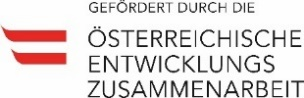 GEFÖRDERT DURCH DIE
ÖSTERREICHISCHE
ENTWICKLUNGS
ZUSAMMENARBEIT